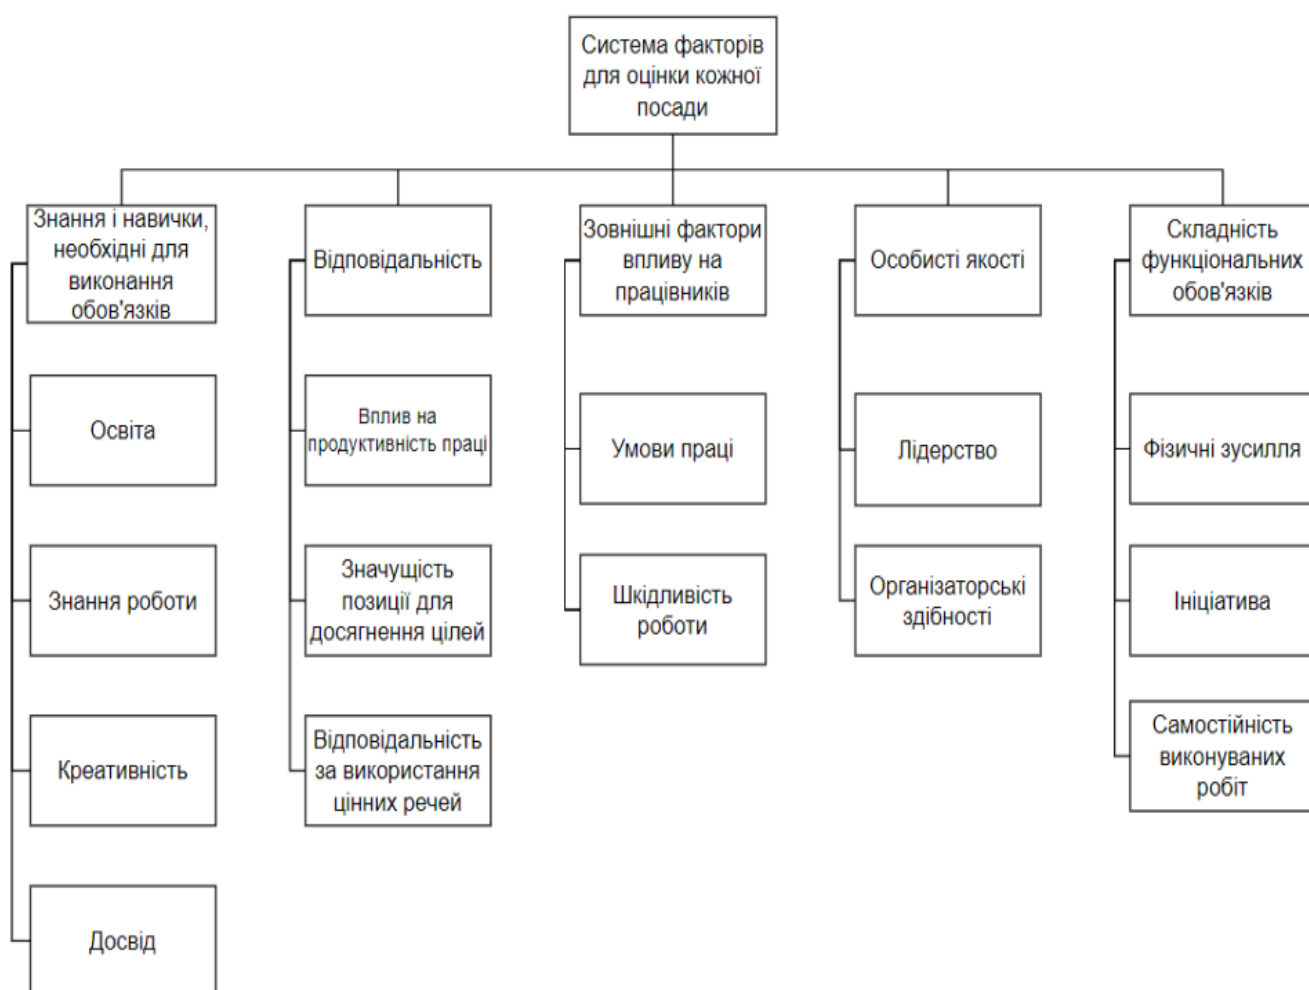 Система факторів
для оцінки кожної
посади
Знання і навички,
необхідні для
виконання
обов'язків
Освіта
Знання роботи
Креативність
Досвід
Відповідальність
Вплив на
продуктивність праці
Значущість
позиції для
досягнення цілей
Відповідальність
за використання
цінних речей
Зовнішні фактори
впливу на
працівників
Умови праці
Шкідливість
роботи
Особисті якості
Лідерство
Організаторські
здібності
Складність
функціональних
обов'язків
Фізичні зусилля
Ініціатива
Самостійність
виконуваних
робіт